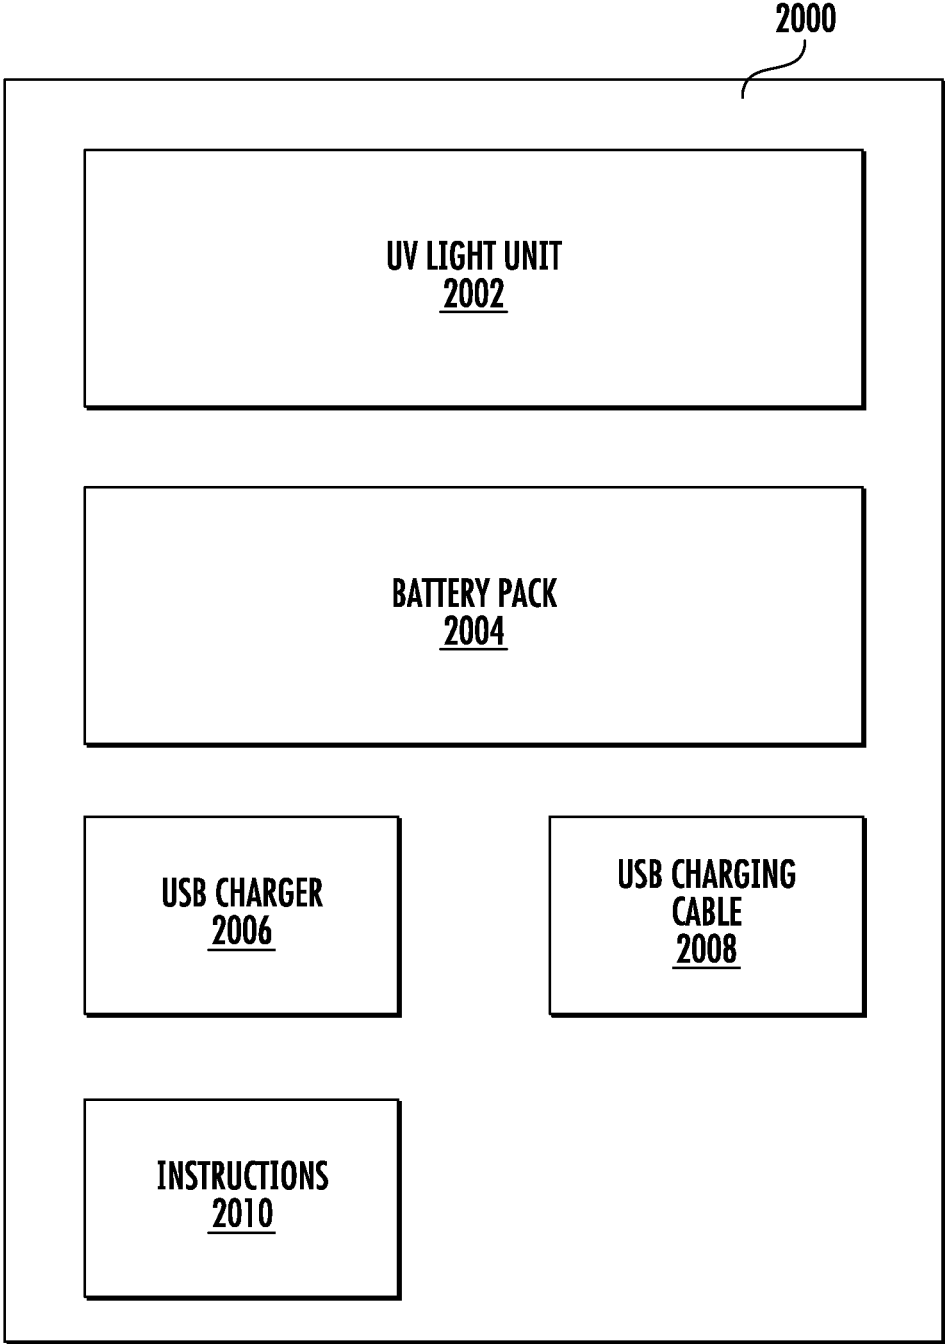 2000
UV LIGHT UNIT
2002
BATTERY PACK
2004
USB CHARGER
2006
USB CHARGING
CABLE
2008
INSTRUCTIONS
2010